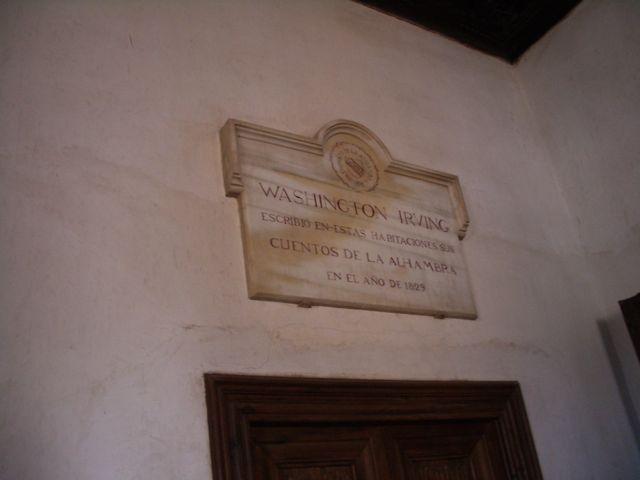 WASHINGTON IRVING
ESCRIBIO EN ESTAS HABITACIONES SUS
CUENTOS DE LA ALHAMBRA
EN EL AÑO DE 1829